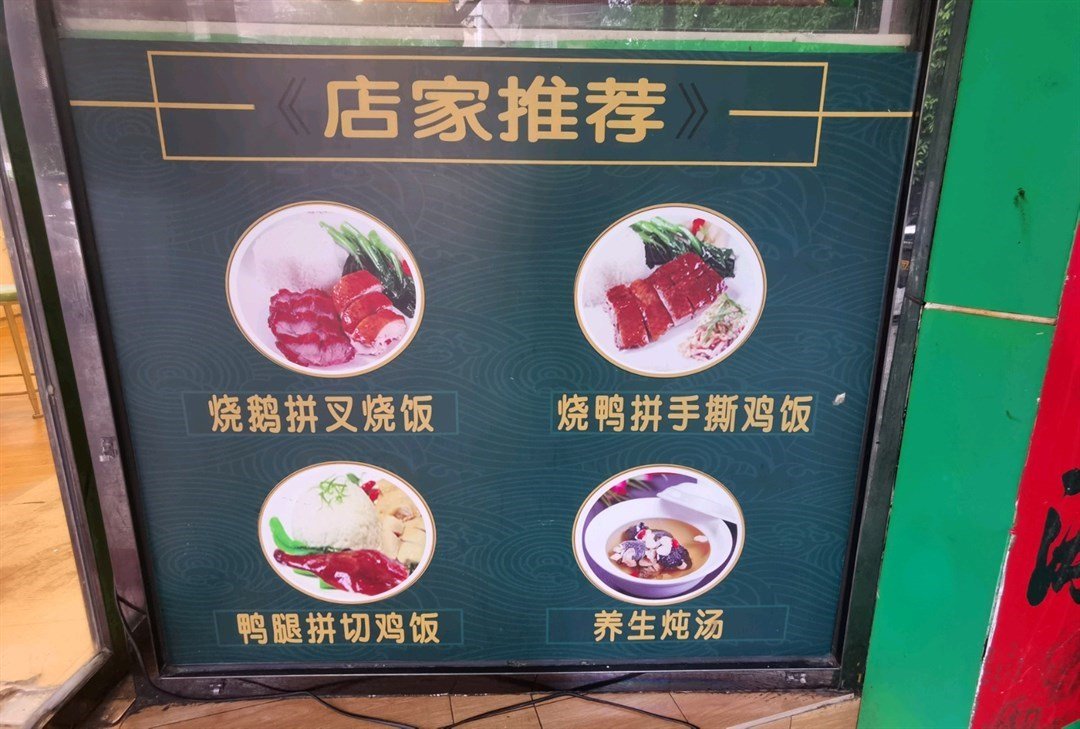 《店家推荐》
烧鹅拼叉烧饭
烧鸭拼手撕鸡饭
鸭腿拼切鸡饭
养生炖汤